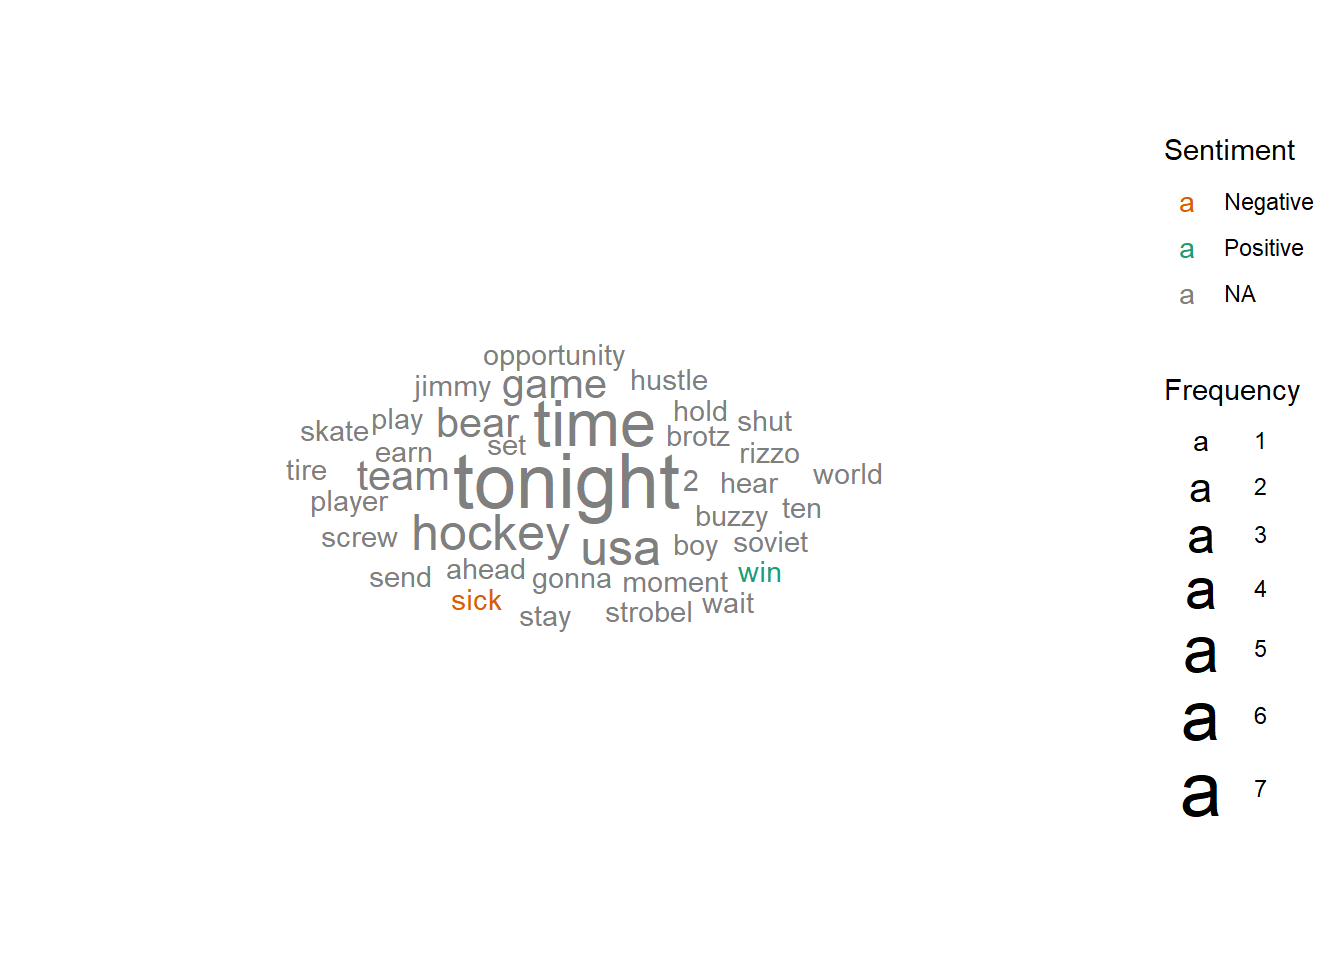 opportunity
jimmy game hustle
skate play bear time hold shut
earn set brotz rizzo
tire team tonight 2 hear world
player buzzy ten
screw hockey usa boy soviet
send ahead gonna moment win
sick stay strobel wait
Sentiment
a Negative
a Positive
a NA
Frequency
a 1
a 2
a 3
a 4
a 5
a 6
a 7